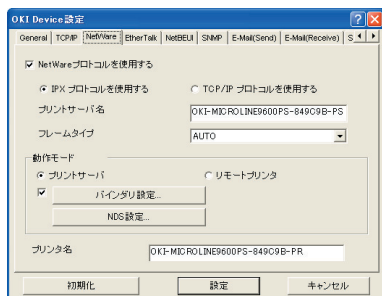 OKI Device設定
General TCP/IP NetWare EtherTalk NetBEUI SNMP E-Mail(Send) E-Mail(Receive) S
NetWareプロトコルを使用する
IPX プロトコルを使用する TCP/IP プロトコルを使用する
プリントサーバ名 OKI-MICROLINE9600PS-849C9B-PS
フレームタイプ AUTO
動作モード
プリントサーバ リモートプリンタ
バインダリ設定...
NDS設定...
プリンタ名 OKI-MICROLINE9600PS-849C9B-PR
初期化 設定 キャンセル